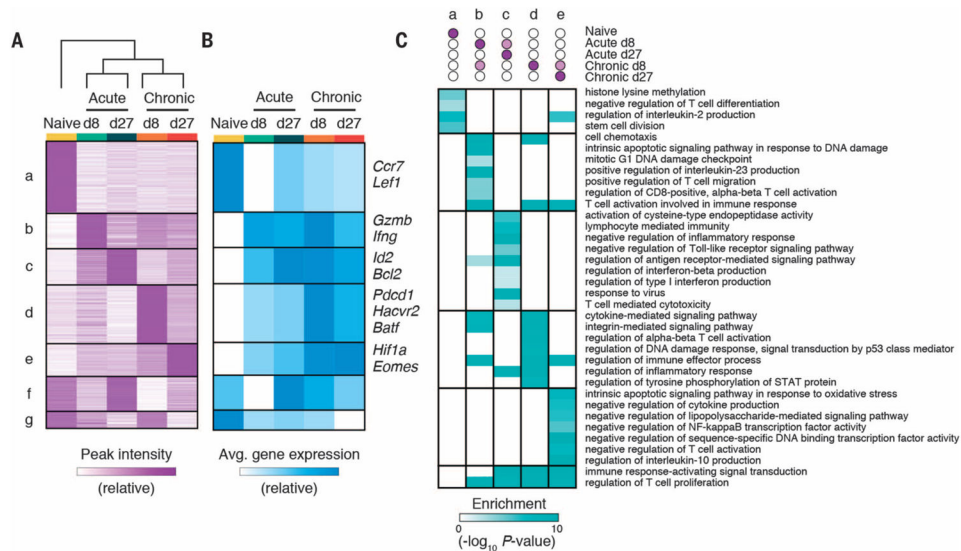 A
B
C
a b c d e
Naive
Acute d8
Acute d27
Chronic d8
Chronic d27
Acute Chronic
Naive d8 d27 d8 d27
Acute Chronic
Naive d8 d27 d8 d27
a
b
c
d
e
f
g
Ccr7
Lef1
Gzmb
Ifng
Id2
Bcl2
Pdcd1
Hacvr2
Batf
Hif1a
Eomes
Peak intensity
(relative)
Avg. gene expression
(relative)
histone lysine methylation
negative regulation of T cell differentiation
regulation of interleukin-2 production
stem cell division
cell chemotaxis
intrinsic apoptotic signaling pathway in response to DNA damage
mitotic G1 DNA damage checkpoint
positive regulation of interleukin-23 production
positive regulation of T cell migration
regulation of CD8-positive, alpha-beta T cell activation
T cell activation involved in immune response
activation of cysteine-type endopeptidase activity
lymphocyte mediated immunity
negative regulation of inflammatory response
negative regulation of Toll-like receptor signaling pathway
regulation of antigen receptor-mediated signaling pathway
regulation of interferon-beta production
regulation of type I interferon production
response to virus
T cell mediated cytotoxicity
cytokine-mediated signaling pathway
integrin-mediated signaling pathway
regulation of alpha-beta T cell activation
regulation of DNA damage response, signal transduction by p53 class mediator
regulation of immune effector process
regulation of inflammatory response
regulation of tyrosine phosphorylation of STAT protein
intrinsic apoptotic signaling pathway in response to oxidative stress
negative regulation of cytokine production
negative regulation of lipopolysaccharide-mediated signaling pathway
negative regulation of NF-kappaB transcription factor activity
negative regulation of sequence-specific DNA binding transcription factor activity
negative regulation of T cell activation
regulation of interleukin-10 production
immune response-activating signal transduction
regulation of T cell proliferation
Enrichment
0 10
(-log10 P-value)